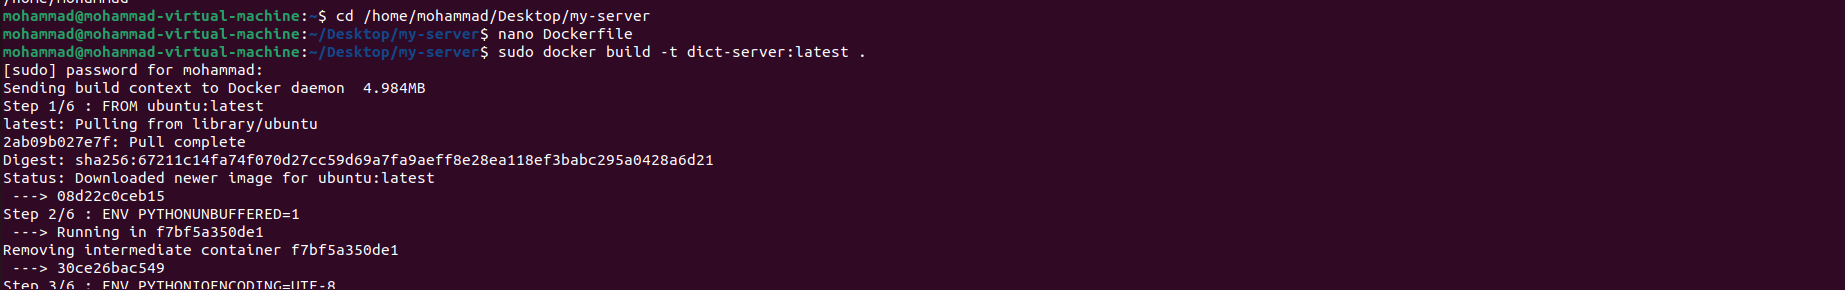 /home/mohammad
mohammad@mohammad-virtual-machine:~$ cd /home/mohammad/Desktop/my-server
mohammad@mohammad-virtual-machine:~/Desktop/my-server$ nano Dockerfile
mohammad@mohammad-virtual-machine:~/Desktop/my-server$ sudo docker build -t dict-server:latest .
[sudo] password for mohammad:
Sending build context to Docker daemon  4.984MB
Step 1/6 : FROM ubuntu:latest
latest: Pulling from library/ubuntu
2ab09b027e7f: Pull complete
Digest: sha256:67211c14fa74f070d27cc59d69a7fa9aeff8e28ea118ef3babc295a0428a6d21
Status: Downloaded newer image for ubuntu:latest
 ---> 08d22c0ceb15
Step 2/6 : ENV PYTHONUNBUFFERED=1
 ---> Running in f7bf5a350de1
Removing intermediate container f7bf5a350de1
 ---> 30ce26bac549
Step 3/6 : ENV PYTHONIOENCODING=UTF-8